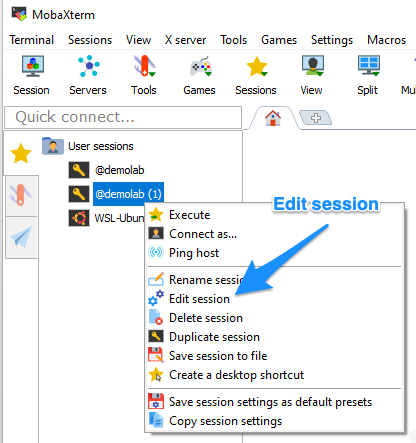 MobaXterm
Terminal Sessions View X server Tools Games Settings Macros
Session Servers Tools Games Sessions View Split
Quick connect...
User sessions
@demolab
@demolab (1)
WSL-Ubun
Edit session
Execute
Connect as...
Ping host
Rename sessi
Edit session
Delete session
Duplicate session
Save session to file
Create a desktop shortcut
Save session settings as default presets
Copy session settings